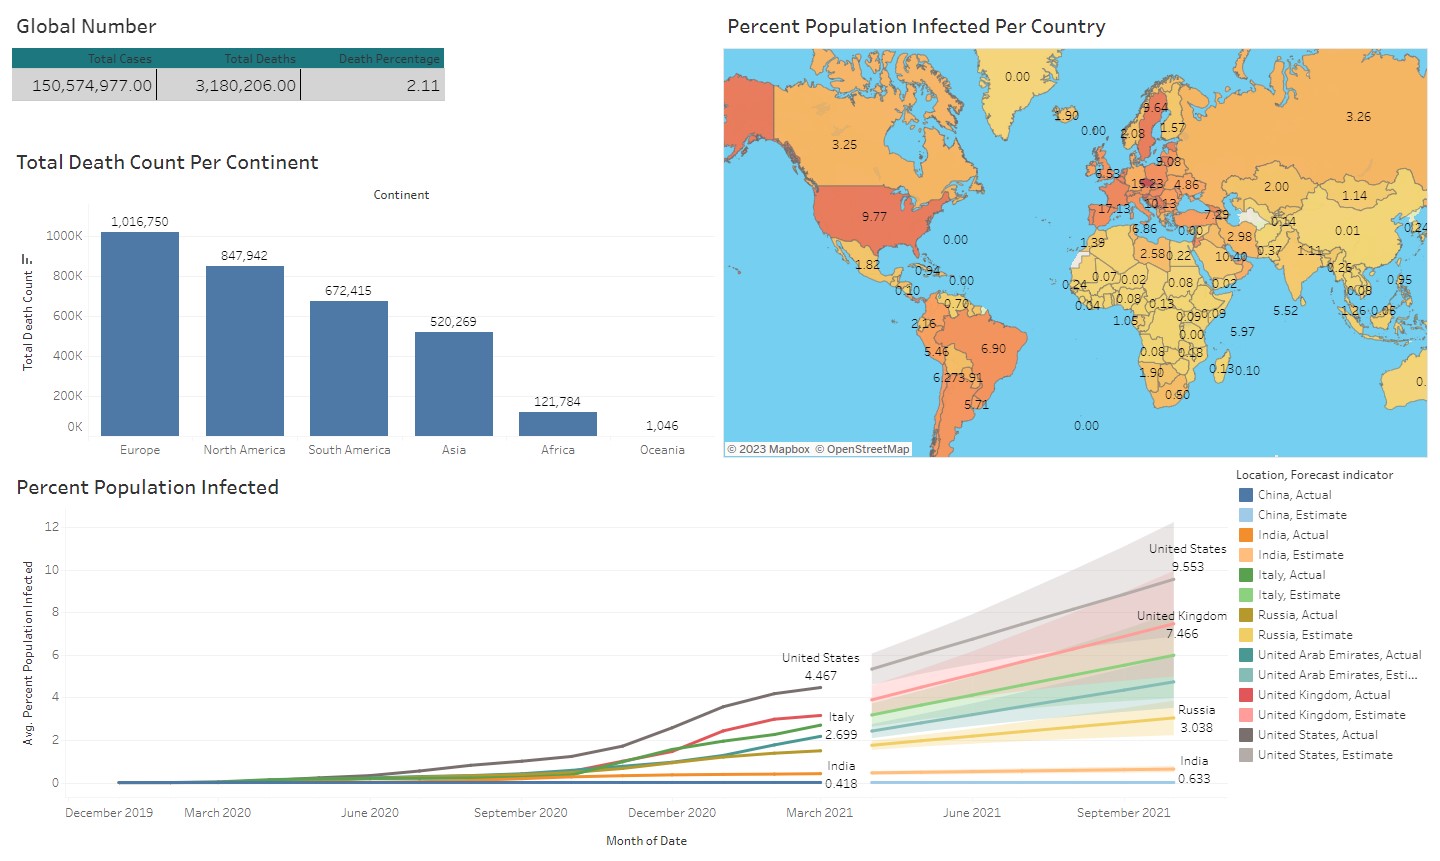 Global Number
Total Cases Total Deaths Death Percentage
150,574,977.00 3,180,206.00 2.11
Total Death Count Per Continent
Continent
Total Death Count
1000K
800K
600K
400K
200K
0K
1,016,750
847,942
672,415
520,269
121,784
1,046
Europe North America South America Asia Africa Oceania
Percent Population Infected Per Country
0.00
3.26
1.90
9.64
0.00
2.08
1.57
3.25
9.08
6.53
15.23
4.86
2.00
1.14
9.77
17.13
10.13
7.29
0.14
0.01
0.24
6.86
0.00
0.00
1.39
2.98
2.58
0.22
10.40
0.37
1.11
1.82
0.94
0.00
0.07
0.02
0.08
0.02
0.26
0.95
0.10
0.24
0.08
0.09
0.70
0.04
0.13
5.52
1.26
0.06
2.16
1.05
0.09
0.09
5.97
0.00
5.46
6.90
0.08
0.18
6.27
3.91
1.90
0.13
0.10
0.
5.71
0.60
0.00
© 2023 Mapbox © OpenStreetMap
Percent Population Infected
Avg. Percent Population Infected
12
10
8
6
4
2
0
United States
4.467
Italy
2.699
India
0.418
United States
9.553
United Kingdom
7.466
Russia
3.038
India
0.633
December 2019 March 2020 June 2020 September 2020 December 2020 March 2021 June 2021 September 2021
Month of Date
Location, Forecast indicator
China, Actual
China, Estimate
India, Actual
India, Estimate
Italy, Actual
Italy, Estimate
Russia, Actual
Russia, Estimate
United Arab Emirates, Actual
United Arab Emirates, Esti...
United Kingdom, Actual
United Kingdom, Estimate
United States, Actual
United States, Estimate